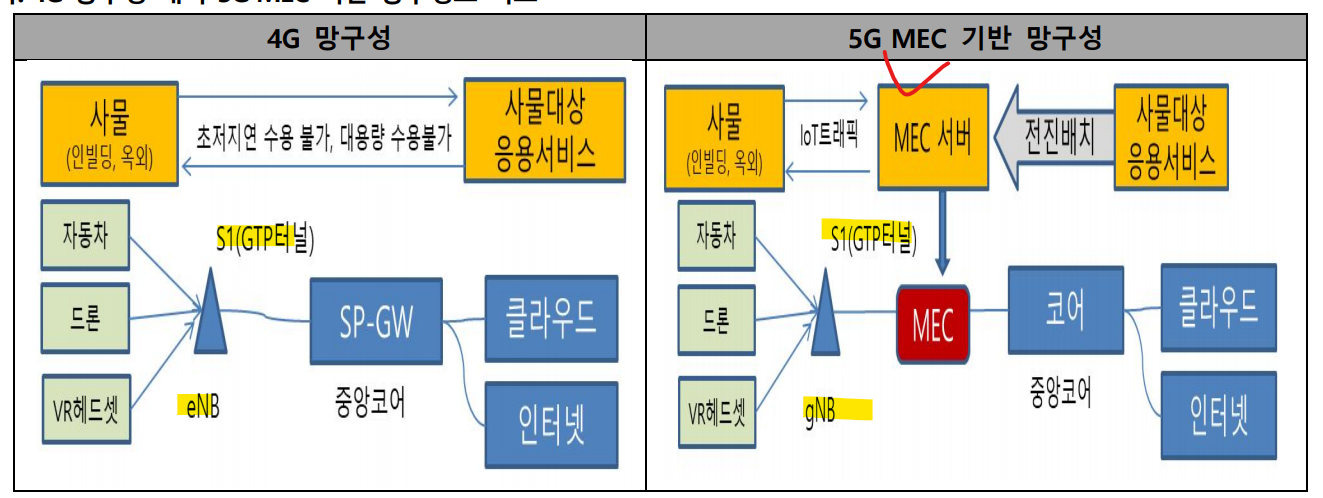 4G 망구성
5G MEC 기반 망구성
사물
(인빌딩, 옥외)
초저지연 수용 불가, 대용량 수용불가
사물대상
응용서비스
자동차
드론
VR헤드셋
S1(GTP터널)
eNB
SP-GW
중앙코어
클라우드
인터넷
사물
(인빌딩, 옥외)
IoT트래픽
MEC 서버
전진배치
사물대상
응용서비스
자동차
드론
VR헤드셋
S1(GTP터널)
gNB
MEC
코어
중앙코어
클라우드
인터넷